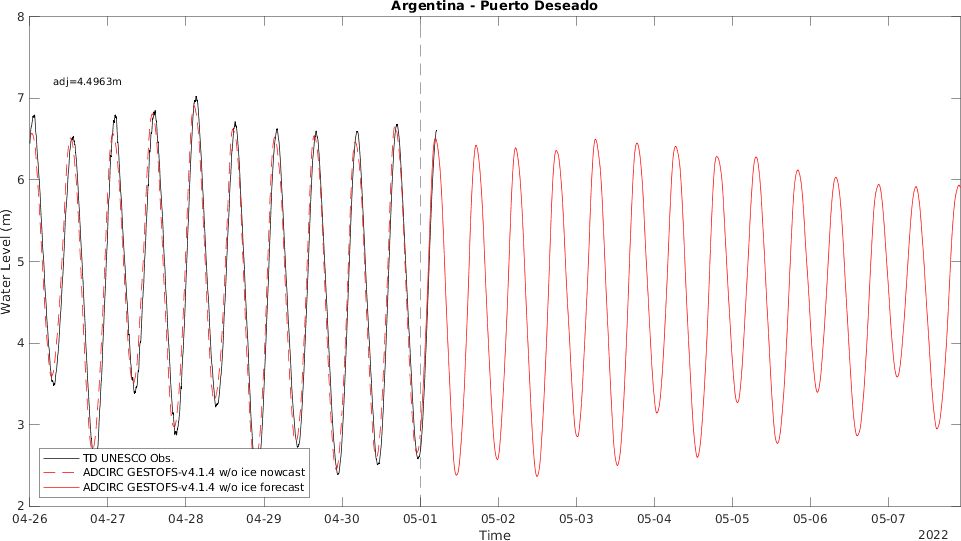 Argentina - Puerto Deseado
8
adj=4.4963m
7
6
5
Water Level (m)
4
3
TD UNESCO Obs.
ADCIRC GESTOFS-v4.1.4 w/o ice nowcast
ADCIRC GESTOFS-v4.1.4 w/o ice forecast
2
04-26 04-27 04-28 04-29 04-30 05-01 05-02 05-03 05-04 05-05 05-06 05-07
Time
2022